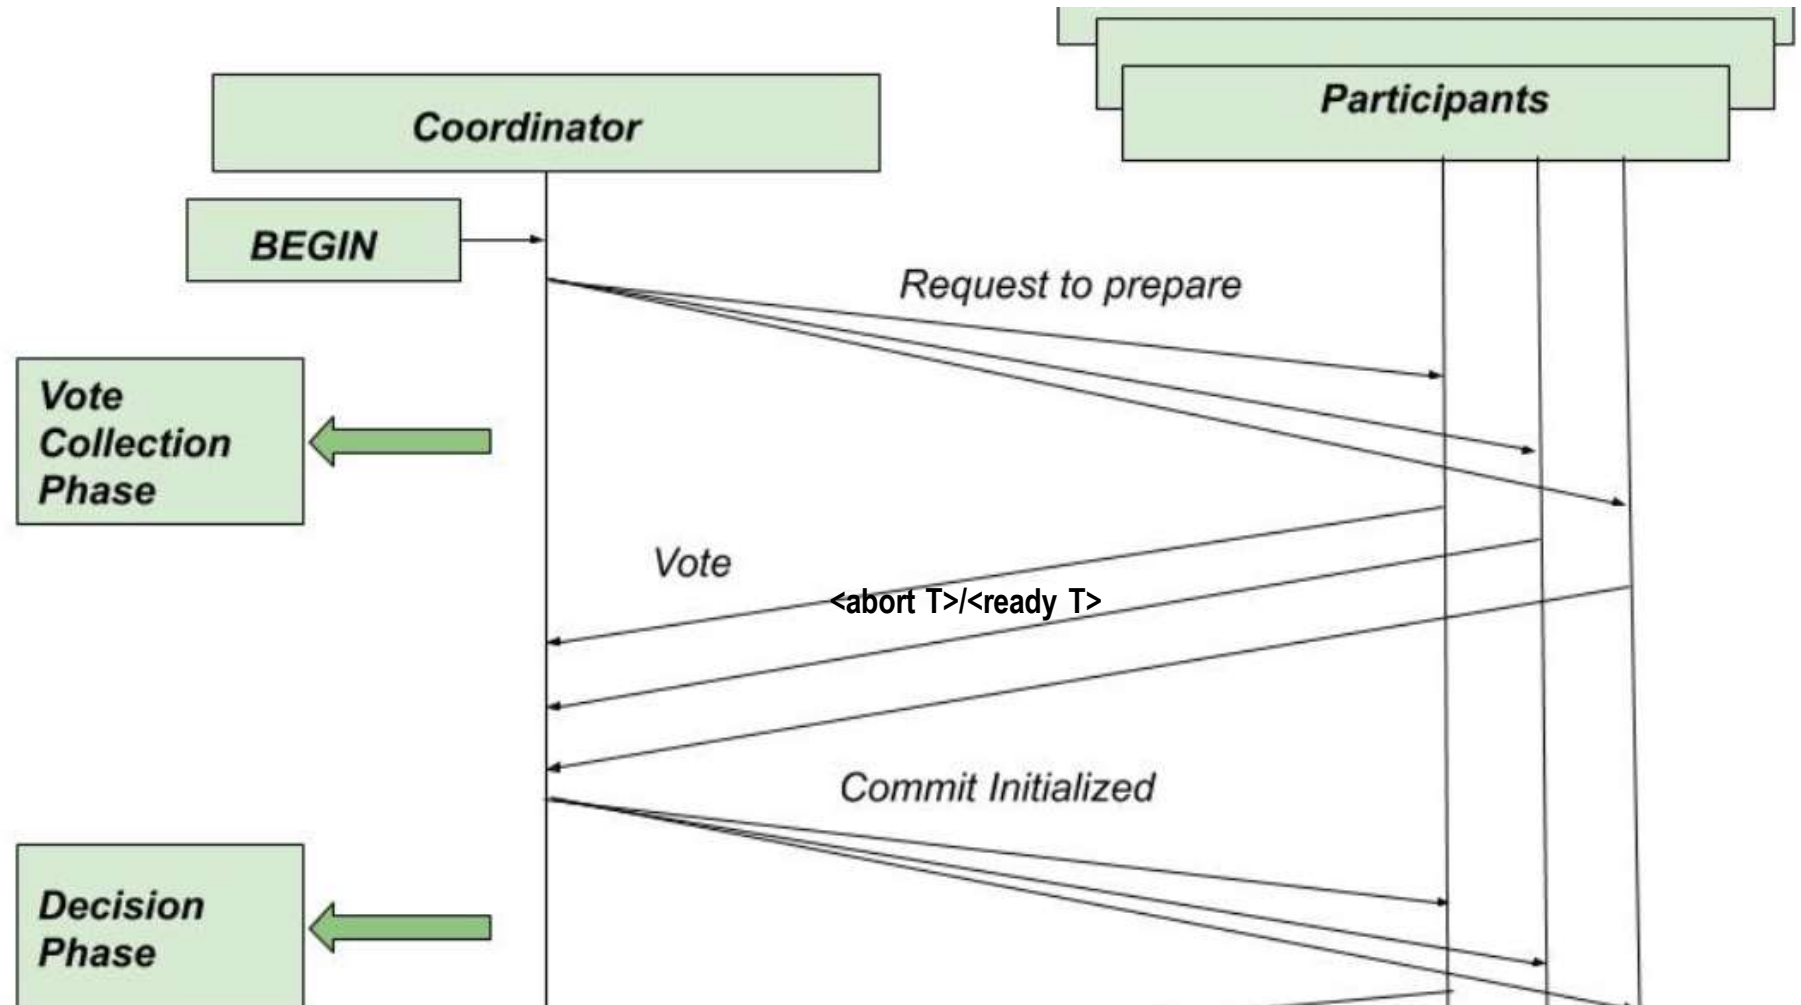 Participants
Coordinator
BEGIN
Request to prepare
Vote
Collection
Phase
Vote
<abort T>/<ready T>
Commit Initialized
Decision
Phase